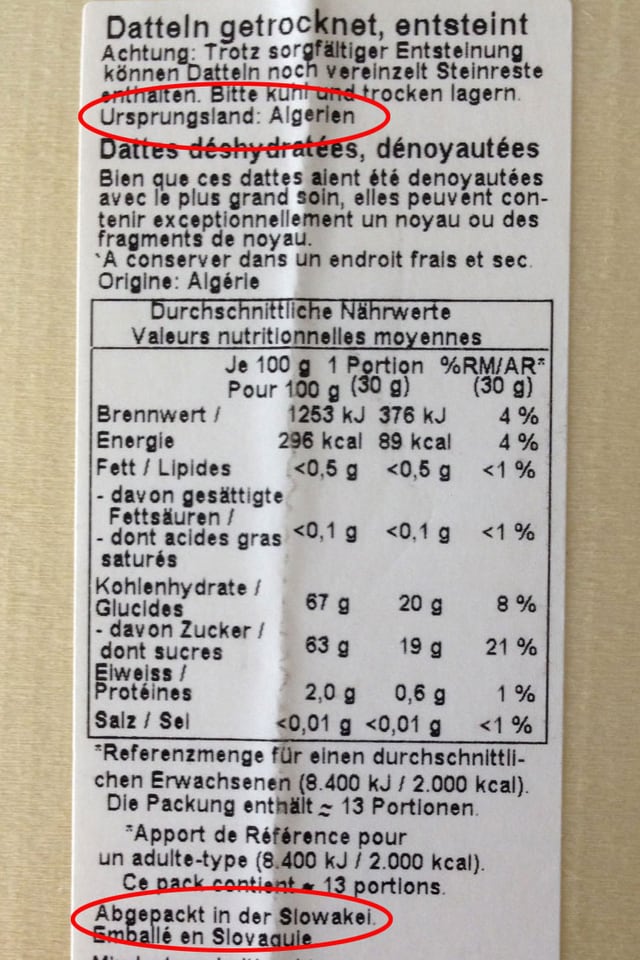 Datteln getrocknet, entsteint
Achtung: Trotz sorgfältiger Entsteinung
können Datteln noch vereinzelt Steinreste
enthalten. Bitte kühl und trocken lagern.
Ursprungsland: Algerien
Dattes déshydratées, dénoyautées
Bien que ces dattes aient été denoyautées
avec le plus grand soin, elles peuvent con-
tenir exceptionnellement un noyau ou des
fragments de noyau.
`A conserver dans un endroit frais et sec.
Origine: Algérie
Durchschnittliche Nährwerte
Valeurs nutritionnelles moyennes
Je 100 g 1 Portion %RM/AR*
Pour 100 g (30 g) (30 g)
Brennwert / 1253 kJ 376 kJ 4 %
Energie 296 kcal 89 kcal 4 %
Fett / Lipides <0,5 g <0,5 g <1 %
- davon gesättigte
Fettsäuren /
- dont acides gras <0,1 g <0,1 g <1 %
saturés
Kohlenhydrate /
Glucides 67 g 20 g 8 %
- davon Zucker /
dont sucres 63 g 19 g 21 %
Eiweiss /
Protéines 2,0 g 0,6 g 1 %
Salz / Sel <0,01 g <0,01 g <1 %
*Referenzmenge für einen durchschnittli-
chen Erwachsenen (8.400 kJ / 2.000 kcal).
Die Packung enthält ≈ 13 Portionen.
*Apport de Référence pour
un adulte-type (8.400 kJ / 2.000 kcal).
Ce pack contient ≈ 13 portions.
Abgepackt in der Slowakei.
Emballé en Slovaquie